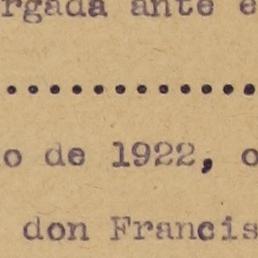 rgada ante e
............
o de 1922, o
don Francis